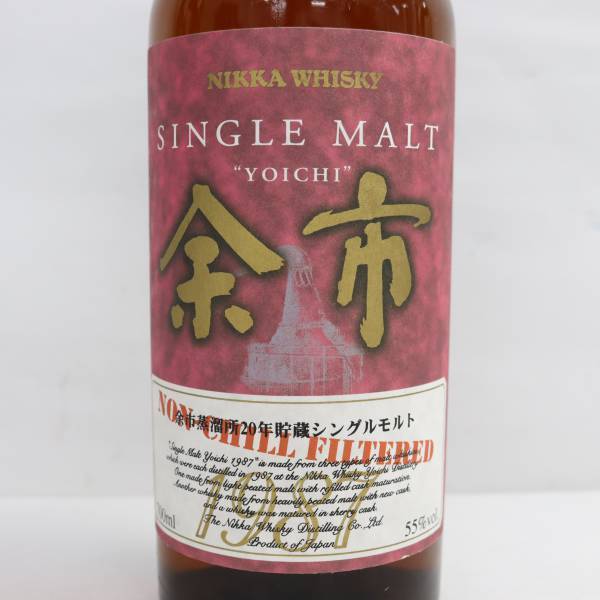 NIKKA WHISKY
SINGLE MALT
"YOICHI"
余市
NON-CHILL FILTERED
余市蒸溜所20年貯蔵シングルモルト
"Single Malt Yoichi 1987" is made from three types of malt whiskies
which were each distilled in 1987 at the Nikka Whisky Yoichi Distillery.
One made from light peated malt with refilled cask maturation.
Another whisky made from heavily peated malt with new cask.
and a whisky was matured in sherry cask.
The Nikka Whisky Distilling Co., Ltd.
Product of Japan
1987
00ml
55%vol.